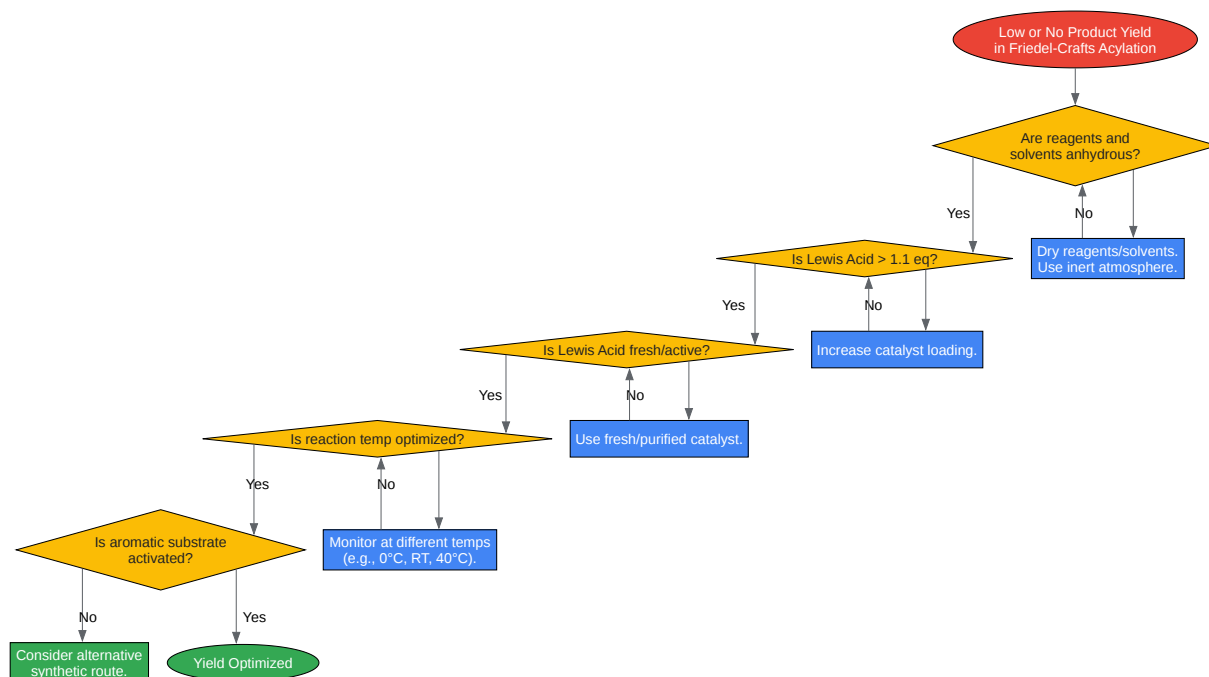 Low or No Product Yield
in Friedel-Crafts Acylation
Are reagents and
solvents anhydrous?
Yes
No
Dry reagents/solvents.
Use inert atmosphere.
Is Lewis Acid > 1.1 eq?
Yes
No
Increase catalyst loading.
Is Lewis Acid fresh/active?
Yes
No
Use fresh/purified catalyst.
Is reaction temp optimized?
Yes
No
Monitor at different temps
(e.g., 0°C, RT, 40°C).
Is aromatic substrate
activated?
No
Yes
Consider alternative
synthetic route.
Yield Optimized